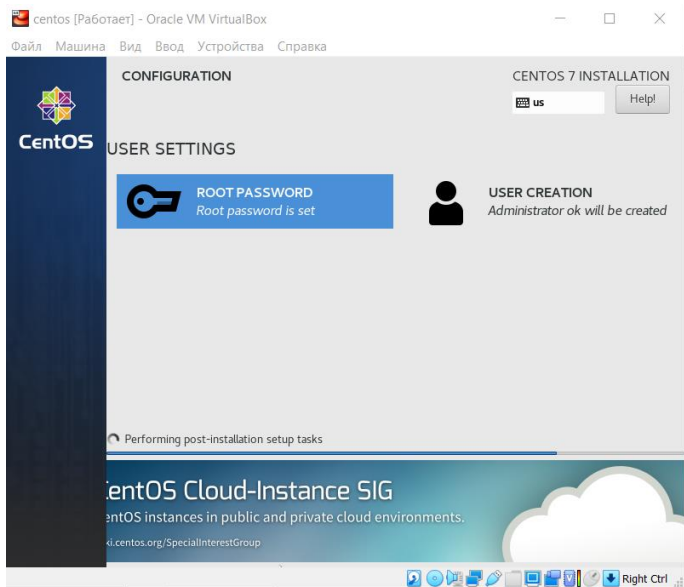 centos [Работает] - Oracle VM VirtualBox
Файл Машина Вид Ввод Устройства Справка
CONFIGURATION
CENTOS 7 INSTALLATION
us
Help!
CentOS
USER SETTINGS
ROOT PASSWORD
Root password is set
USER CREATION
Administrator ok will be created
Performing post-installation setup tasks
entOS Cloud-Instance SIG
entOS instances in public and private cloud environments.
ki.centos.org/SpecialInterestGroup
Right Ctrl